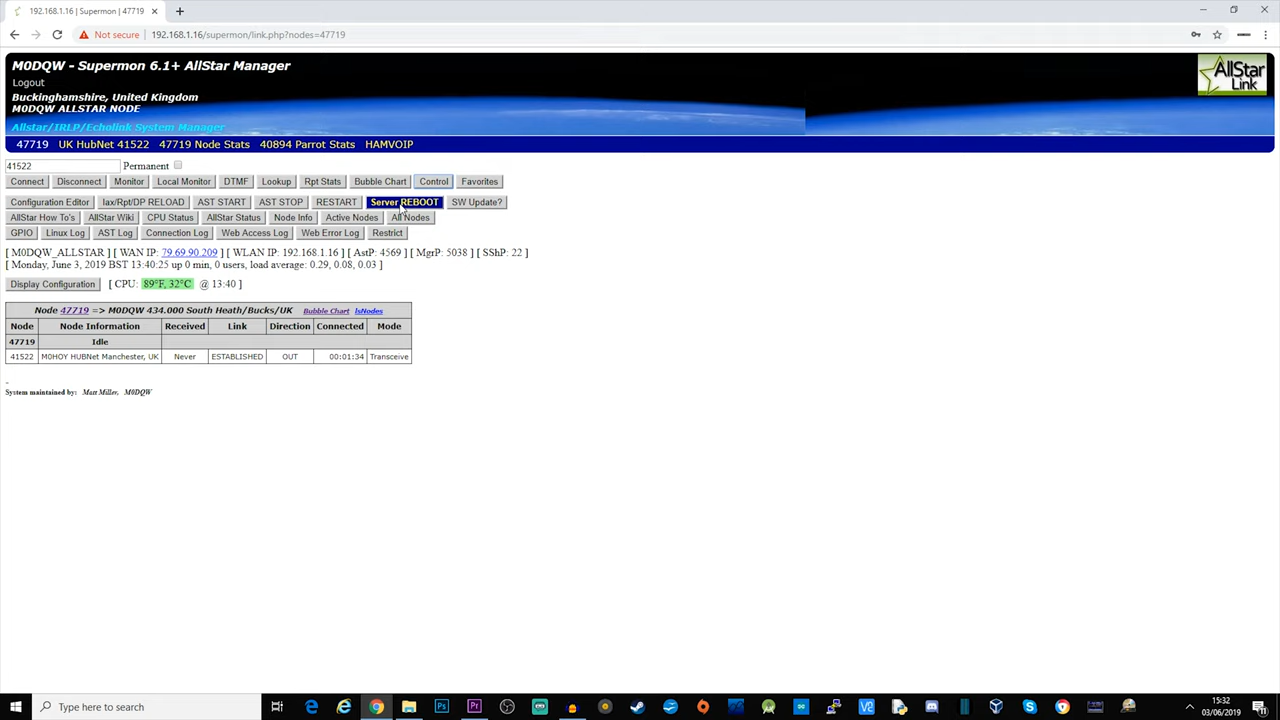 192.168.1.16 | Supermon | 47719
Not secure | 192.168.1.16/supermon/link.php?nodes=47719
M0DQW - Supermon 6.1+ AllStar Manager
Logout
Buckinghamshire, United Kingdom
M0DQW ALLSTAR NODE
Allstar/IRLP/Echolink System Manager
AllStar Link
47719 UK HubNet 41522 47719 Node Stats 40894 Parrot Stats HAMVOIP
41522 Permanent
Connect Disconnect Monitor Local Monitor DTMF Lookup Rpt Stats Bubble Chart Control Favorites
Configuration Editor Iax/Rpt/DP RELOAD AST START AST STOP RESTART Server REBOOT SW Update?
AllStar How To's AllStar Wiki CPU Status AllStar Status Node Info Active Nodes All Nodes
GPIO Linux Log AST Log Connection Log Web Access Log Web Error Log Restrict
[ M0DQW_ALLSTAR ] [ WAN IP: 79.69.90.209 ] [ WLAN IP: 192.168.1.16 ] [ AstP: 4569 ] [ MgrP: 5038 ] [ SShP: 22 ]
[ Monday, June 3, 2019 BST 13:40:25 up 0 min, 0 users, load average: 0.29, 0.08, 0.03 ]
Display Configuration [ CPU: 89°F, 32°C @ 13:40 ]
Node 47719 => M0DQW 434.000 South Heath/Bucks/UK Bubble Chart lsNodes
Node Node Information Received Link Direction Connected Mode
47719 Idle
41522 M0HOY HUBNet Manchester, UK Never ESTABLISHED OUT 00:01:34 Transceive
-
System maintained by: Matt Miller, M0DQW
Type here to search
15:32
03/06/2019